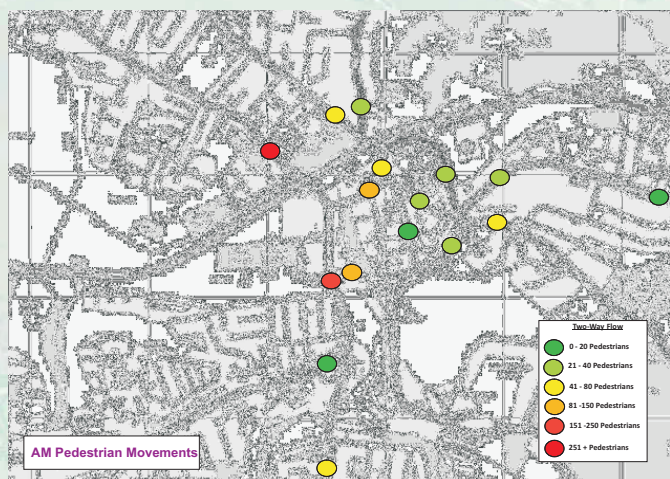 Two-Way Flow
0 - 20 Pedestrians
21 - 40 Pedestrians
41 - 80 Pedestrians
81 -150 Pedestrians
151 -250 Pedestrians
251 + Pedestrians
AM Pedestrian Movements